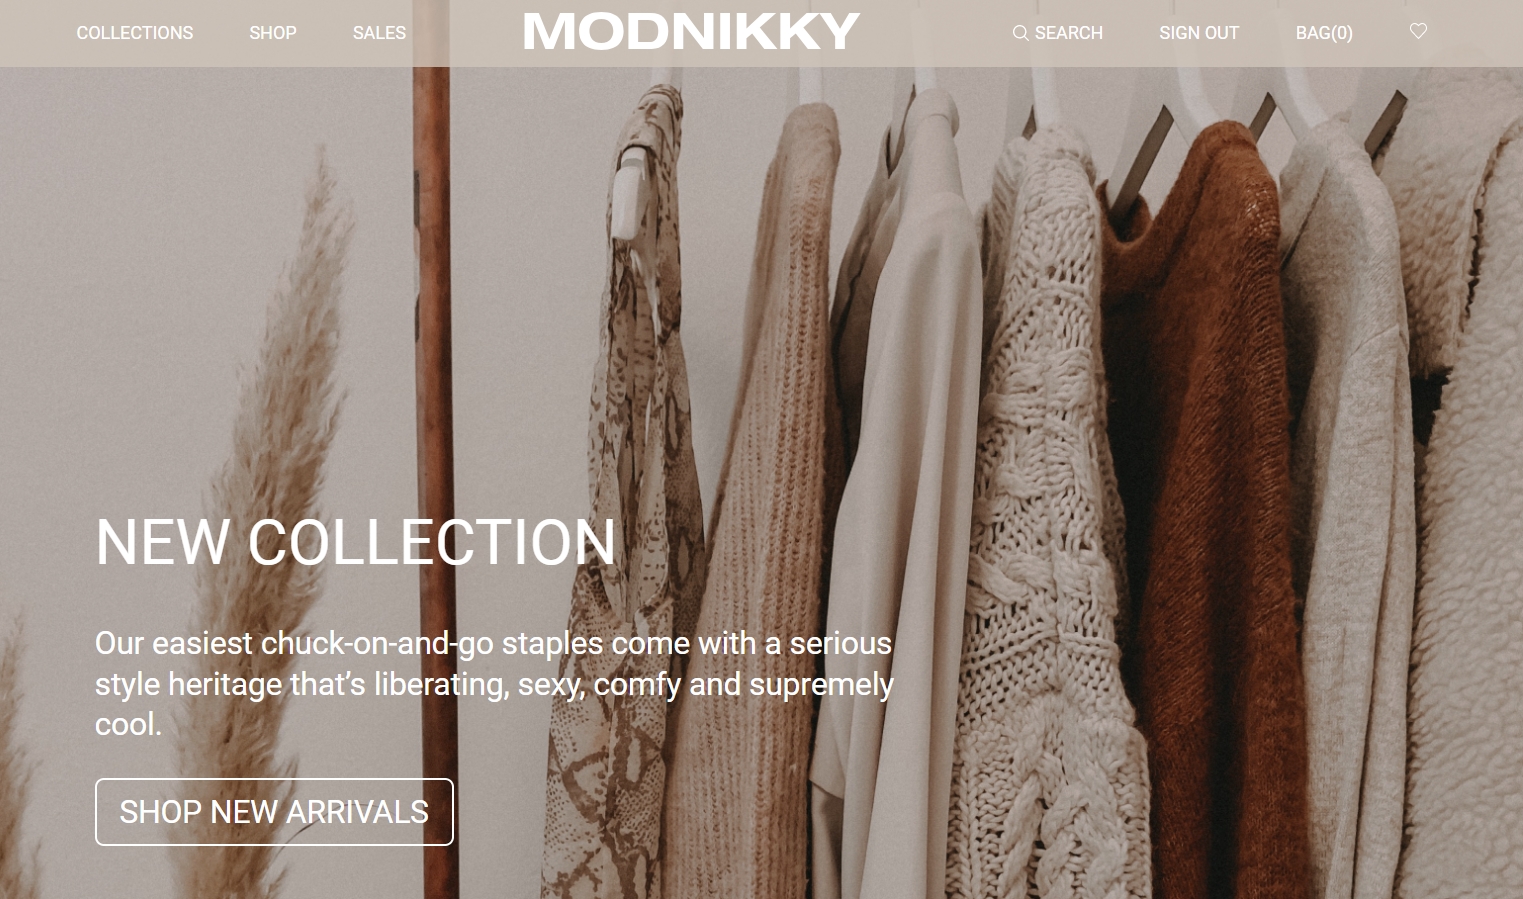 COLLECTIONS SHOP SALES MODNIKKY SEARCH SIGN OUT BAG(0)
NEW COLLECTION
Our easiest chuck-on-and-go staples come with a serious
style heritage that’s liberating, sexy, comfy and supremely
cool.
SHOP NEW ARRIVALS